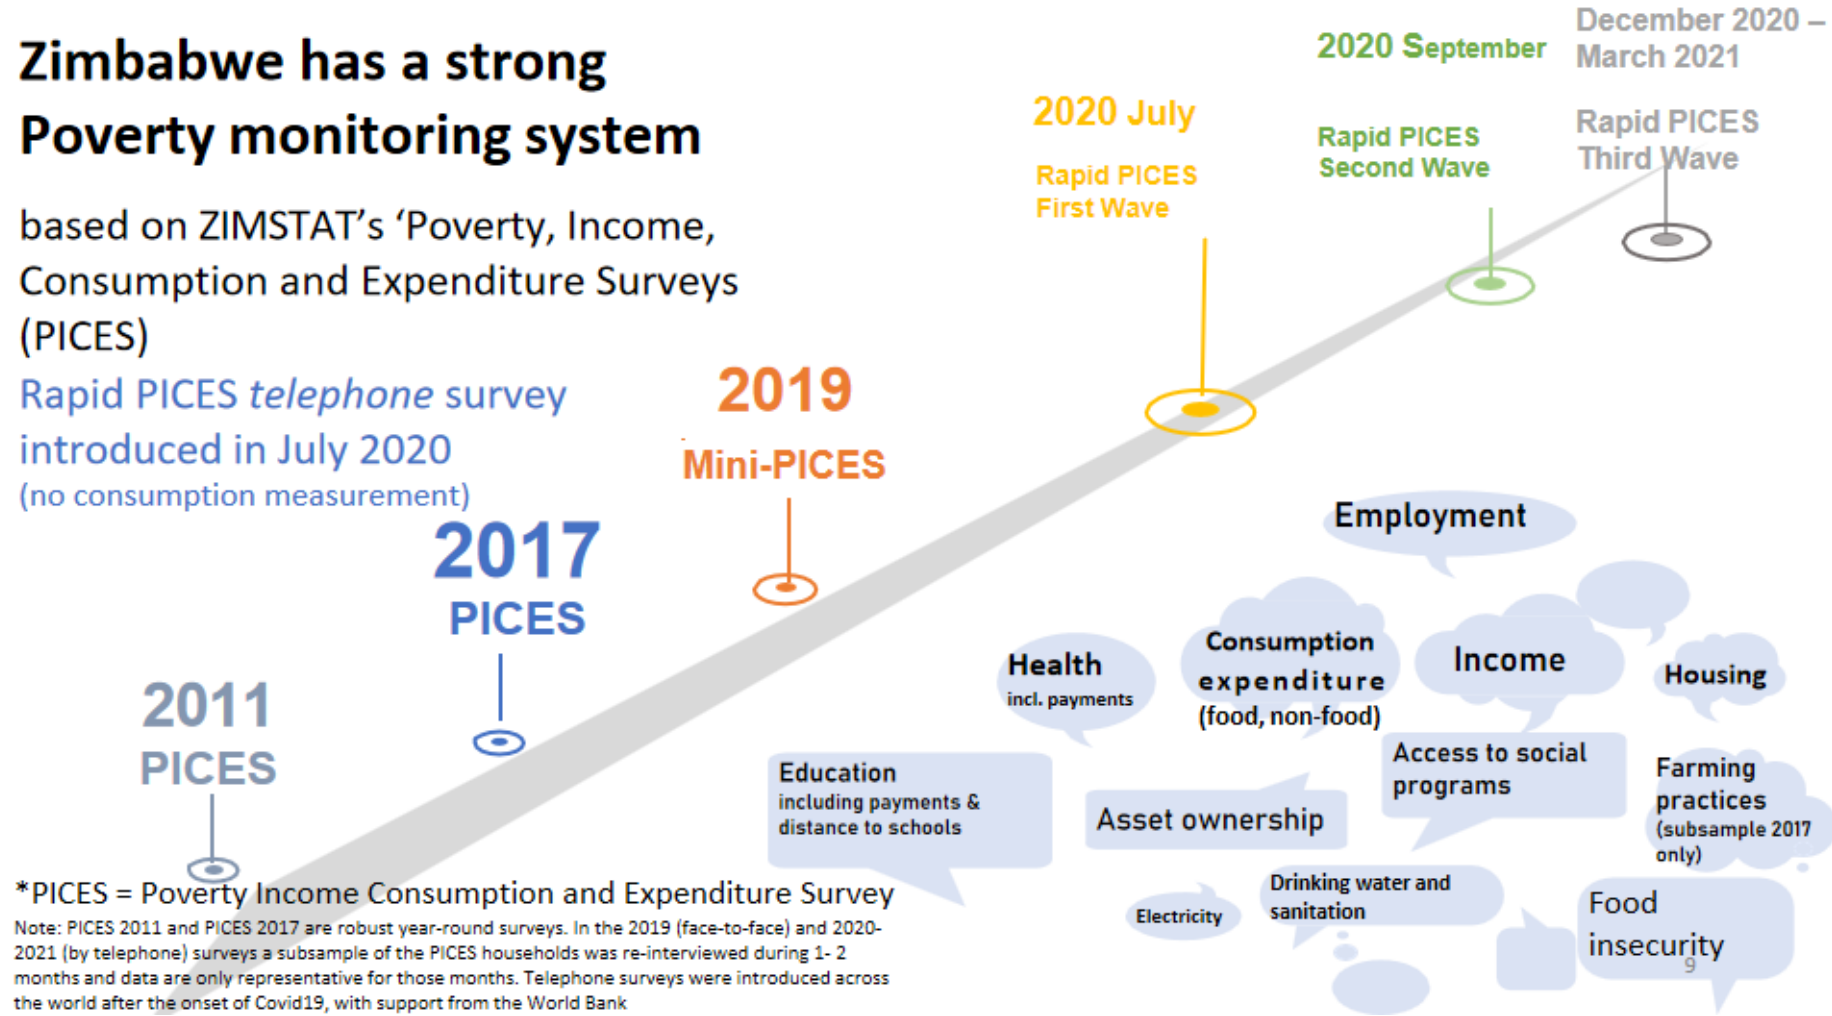 Zimbabwe has a strong
Poverty monitoring system
based on ZIMSTAT's ‘Poverty, Income,
Consumption and Expenditure Surveys
(PICES)
Rapid PICES telephone survey
introduced in July 2020
(no consumption measurement)
2011
PICES
2017
PICES
2019
Mini-PICES
2020 July
Rapid PICES
First Wave
2020 September
Rapid PICES
Second Wave
December 2020 –
March 2021
Rapid PICES
Third Wave
Employment
Health
incl. payments
Consumption
expenditure
(food, non-food)
Income
Housing
Education
including payments &
distance to schools
Asset ownership
Access to social
programs
Farming
practices
(subsample 2017
only)
Electricity
Drinking water and
sanitation
Food
insecurity
*PICES = Poverty Income Consumption and Expenditure Survey
Note: PICES 2011 and PICES 2017 are robust year-round surveys. In the 2019 (face-to-face) and 2020-
2021 (by telephone) surveys a subsample of the PICES households was re-interviewed during 1- 2
months and data are only representative for those months. Telephone surveys were introduced across
the world after the onset of Covid19, with support from the World Bank
9